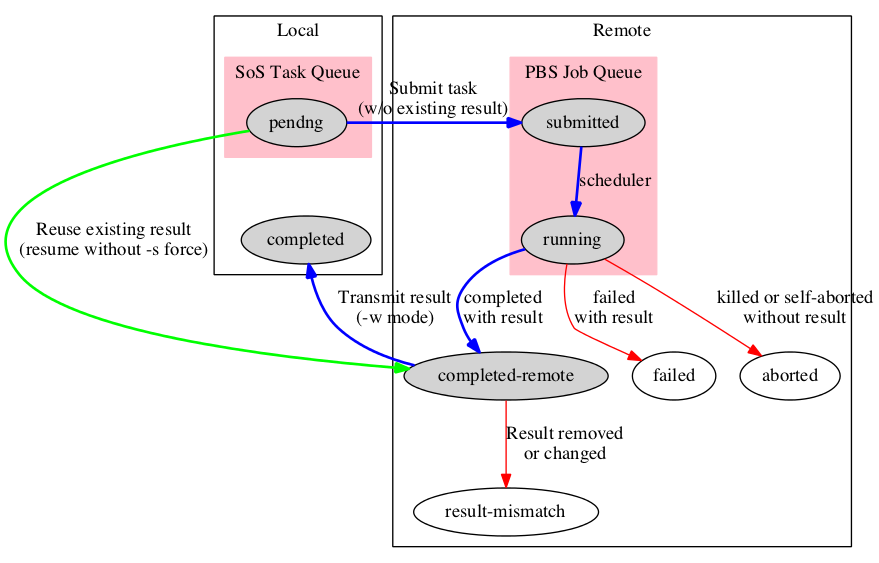 Local
Remote
SoS Task Queue
PBS Job Queue
Submit task
(w/o existing result)
pendng
submitted
scheduler
Reuse existing result
(resume without -s force)
completed
running
Transmit result
(-w mode)
completed
with result
failed
with result
killed or self-aborted
without result
completed-remote
failed
aborted
Result removed
or changed
result-mismatch